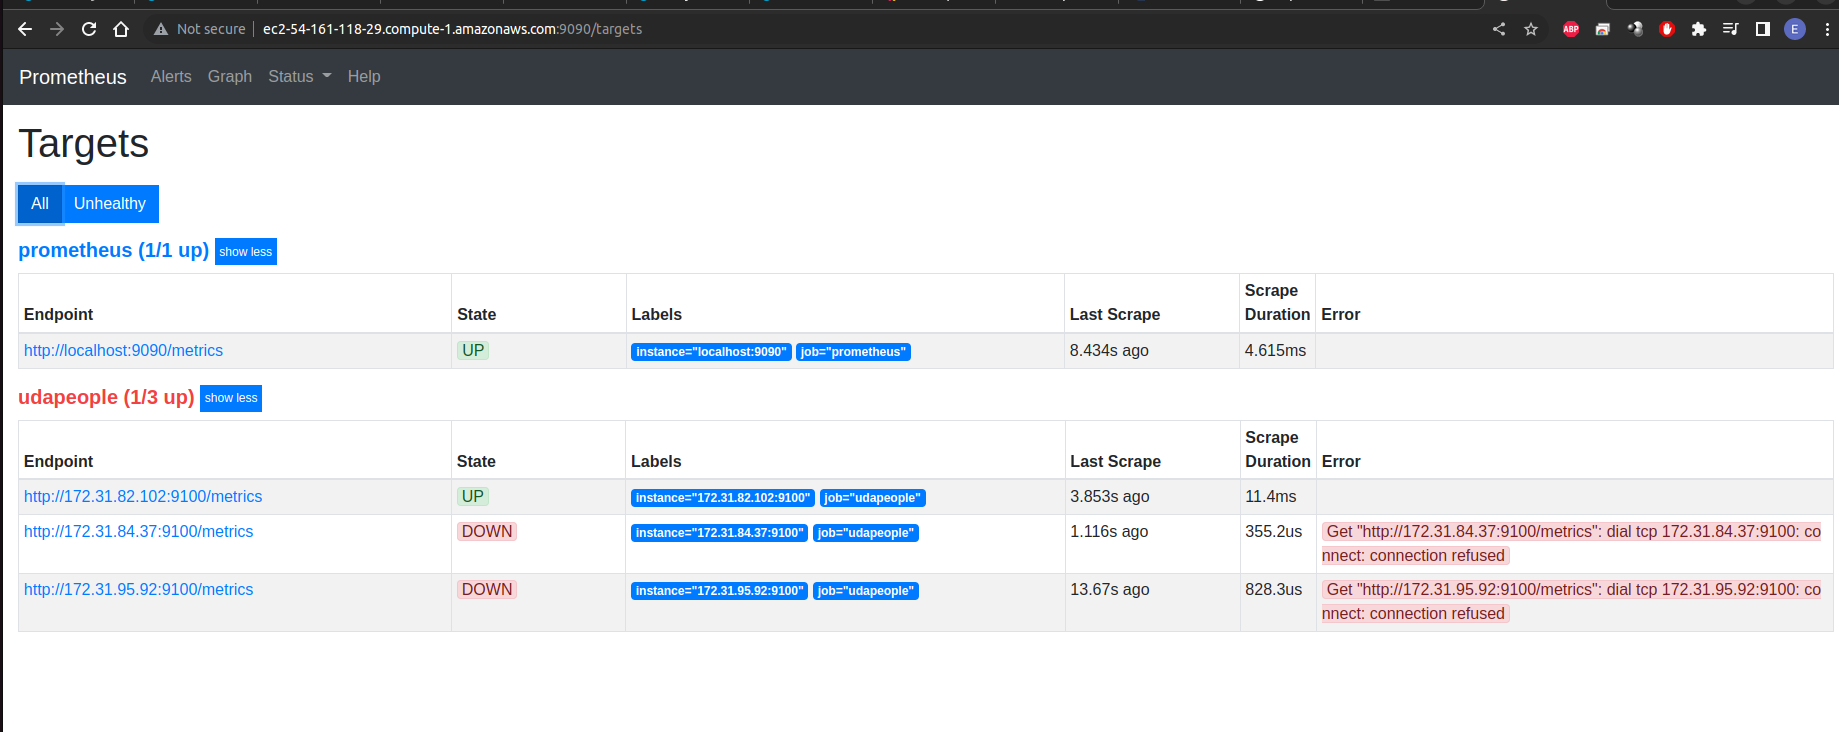 Not secure ec2-54-161-118-29.compute-1.amazonaws.com:9090/targets ABP E
Prometheus Alerts Graph Status Help
Targets
All Unhealthy
prometheus (1/1 up) show less
Endpoint State Labels Last Scrape Scrape Duration Error
http://localhost:9090/metrics UP instance="localhost:9090" job="prometheus" 8.434s ago 4.615ms
udapeople (1/3 up) show less
Endpoint State Labels Last Scrape Scrape Duration Error
http://172.31.82.102:9100/metrics UP instance="172.31.82.102:9100" job="udapeople" 3.853s ago 11.4ms
http://172.31.84.37:9100/metrics DOWN instance="172.31.84.37:9100" job="udapeople" 1.116s ago 355.2us Get "http://172.31.84.37:9100/metrics": dial tcp 172.31.84.37:9100: co
nnect: connection refused
http://172.31.95.92:9100/metrics DOWN instance="172.31.95.92:9100" job="udapeople" 13.67s ago 828.3us Get "http://172.31.95.92:9100/metrics": dial tcp 172.31.95.92:9100: co
nnect: connection refused